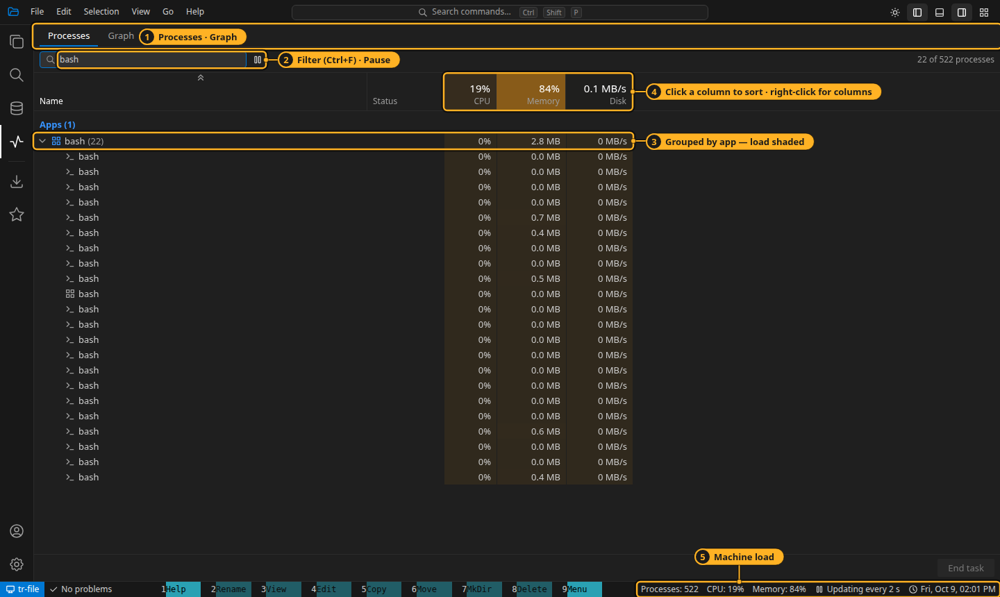 File Edit Selection View Go Help Search commands... Ctrl Shift P
Processes Graph 1 Processes · Graph
bash 2 Filter (Ctrl+F) · Pause 22 of 522 processes
19% 84% 0.1 MB/s 4 Click a column to sort · right-click for columns
Name Status CPU Memory Disk
Apps (1)
bash (22) 0% 2.8 MB 0 MB/s 3 Grouped by app — load shaded
bash 0% 0.0 MB 0 MB/s
bash 0% 0.0 MB 0 MB/s
bash 0% 0.0 MB 0 MB/s
bash 0% 0.0 MB 0 MB/s
bash 0% 0.7 MB 0 MB/s
bash 0% 0.4 MB 0 MB/s
bash 0% 0.0 MB 0 MB/s
bash 0% 0.0 MB 0 MB/s
bash 0% 0.5 MB 0 MB/s
bash 0% 0.0 MB 0 MB/s
bash 0% 0.0 MB 0 MB/s
bash 0% 0.0 MB 0 MB/s
bash 0% 0.0 MB 0 MB/s
bash 0% 0.0 MB 0 MB/s
bash 0% 0.0 MB 0 MB/s
bash 0% 0.0 MB 0 MB/s
bash 0% 0.0 MB 0 MB/s
bash 0% 0.0 MB 0 MB/s
bash 0% 0.6 MB 0 MB/s
bash 0% 0.0 MB 0 MB/s
bash 0% 0.0 MB 0 MB/s
bash 0% 0.4 MB 0 MB/s
5 Machine load
End task
tr-file No problems 1Help 2Rename 3View 4Edit 5Copy 6Move 7MkDir 8Delete 9Menu Processes: 522 CPU: 19% Memory: 84% Updating every 2 s Fri, Oct 9, 02:01 PM